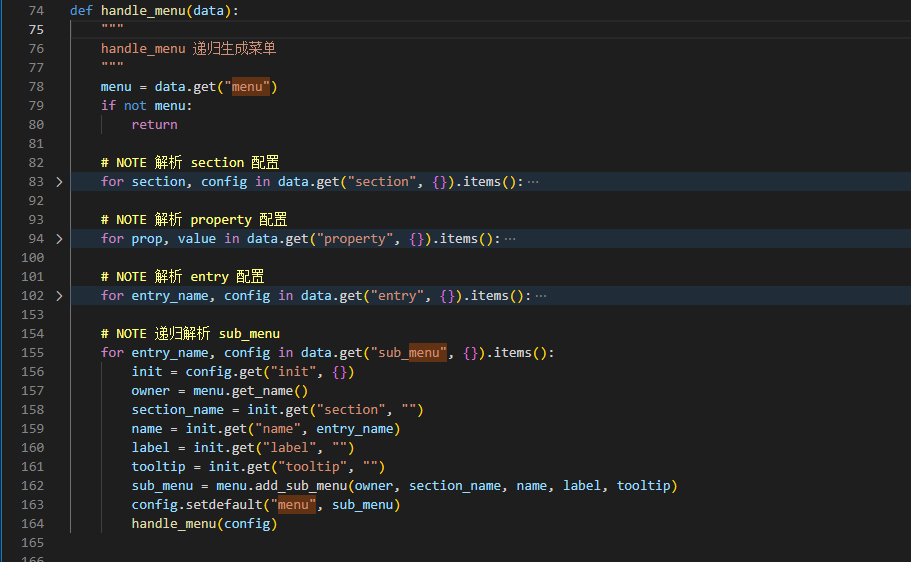 74 def handle_menu(data):
75 """
76 handle_menu 递归生成菜单
77 """
78 menu = data.get("menu")
79 if not menu:
80 return
81
82 # NOTE 解析 section 配置
83 > for section, config in data.get("section", {}).items():···
92
93 # NOTE 解析 property 配置
94 > for prop, value in data.get("property", {}).items():···
100
101 # NOTE 解析 entry 配置
102 > for entry_name, config in data.get("entry", {}).items():···
153
154 # NOTE 递归解析 sub_menu
155 for entry_name, config in data.get("sub_menu", {}).items():
156 init = config.get("init", {})
157 owner = menu.get_name()
158 section_name = init.get("section", "")
159 name = init.get("name", entry_name)
160 label = init.get("label", "")
161 tooltip = init.get("tooltip", "")
162 sub_menu = menu.add_sub_menu(owner, section_name, name, label, tooltip)
163 config.setdefault("menu", sub_menu)
164 handle_menu(config)
165
166